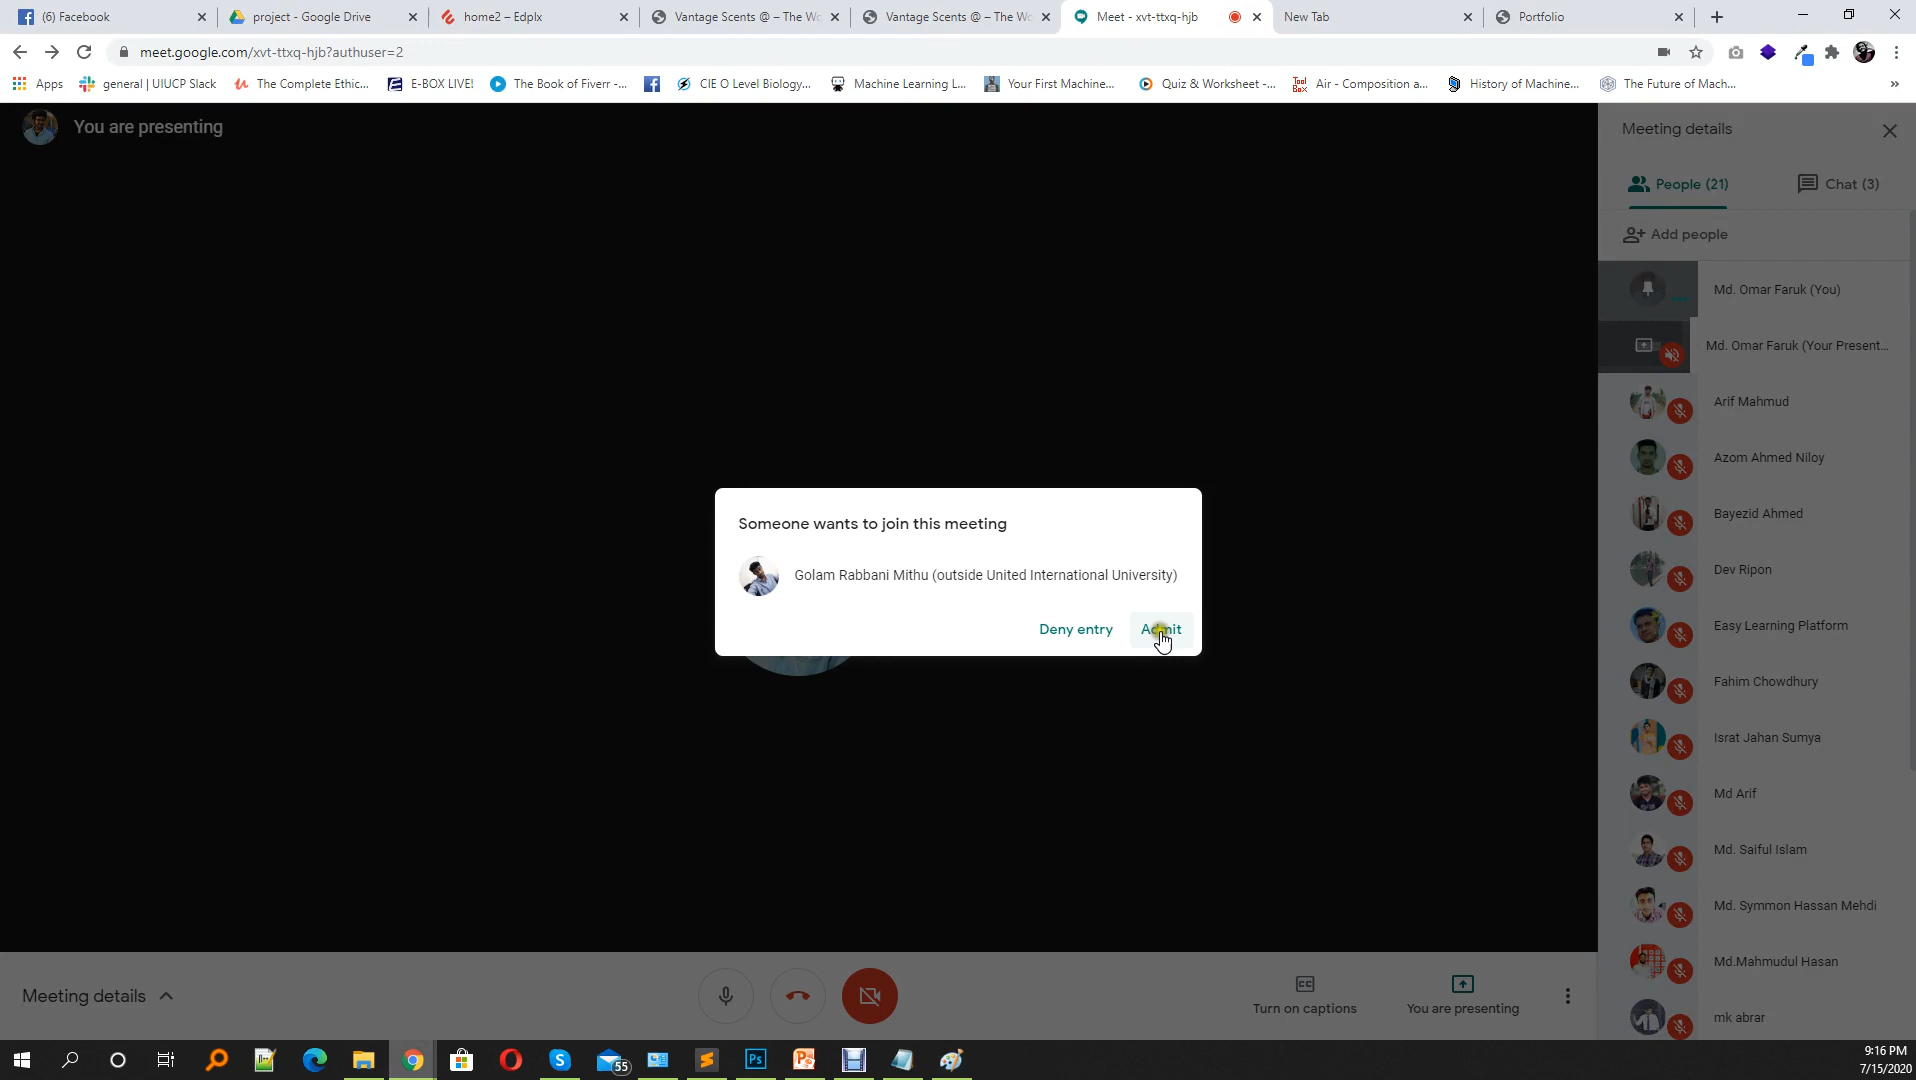 (6) Facebook
project - Google Drive
home2 – Edplx
Vantage Scents @ – The Wo
Vantage Scents @ – The Wo
Meet - xvt-ttxq-hjb
New Tab
Portfolio
meet.google.com/xvt-ttxq-hjb?authuser=2
Apps
general | UIUCP Slack
The Complete Ethic...
E-BOX LIVE!
The Book of Fiverr -...
CIE O Level Biology...
Machine Learning L...
Your First Machine...
Quiz & Worksheet -...
Tool Box
Air - Composition a...
History of Machine...
The Future of Mach...
»
You are presenting
Meeting details
People (21)
Chat (3)
Add people
Md. Omar Faruk (You)
Md. Omar Faruk (Your Present...
Arif Mahmud
Azom Ahmed Niloy
Bayezid Ahmed
Dev Ripon
Easy Learning Platform
Fahim Chowdhury
Israt Jahan Sumya
Md Arif
Md. Saiful Islam
Md. Symmon Hassan Mehdi
Md.Mahmudul Hasan
mk abrar
Someone wants to join this meeting
Golam Rabbani Mithu (outside United International University)
Deny entry
Admit
Meeting details
CC
Turn on captions
You are presenting
S
55
Ps
9:16 PM
7/15/2020